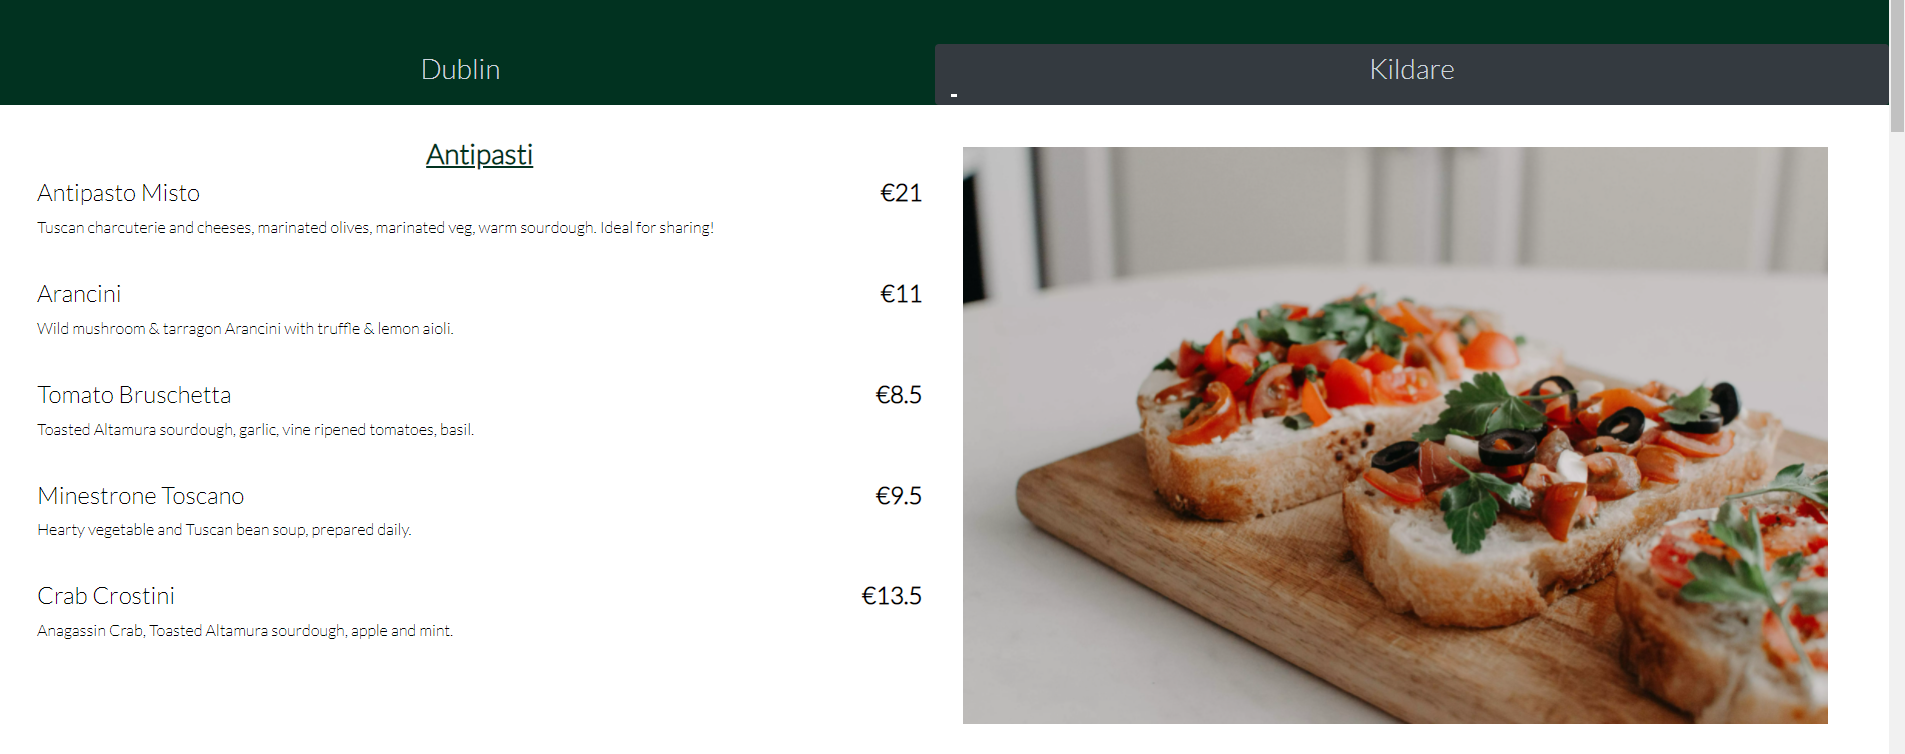 Dublin
Kildare
Antipasti
Antipasto Misto €21
Tuscan charcuterie and cheeses, marinated olives, marinated veg, warm sourdough. Ideal for sharing!
Arancini €11
Wild mushroom & tarragon Arancini with truffle & lemon aioli.
Tomato Bruschetta €8.5
Toasted Altamura sourdough, garlic, vine ripened tomatoes, basil.
Minestrone Toscano €9.5
Hearty vegetable and Tuscan bean soup, prepared daily.
Crab Crostini €13.5
Anagassin Crab, Toasted Altamura sourdough, apple and mint.